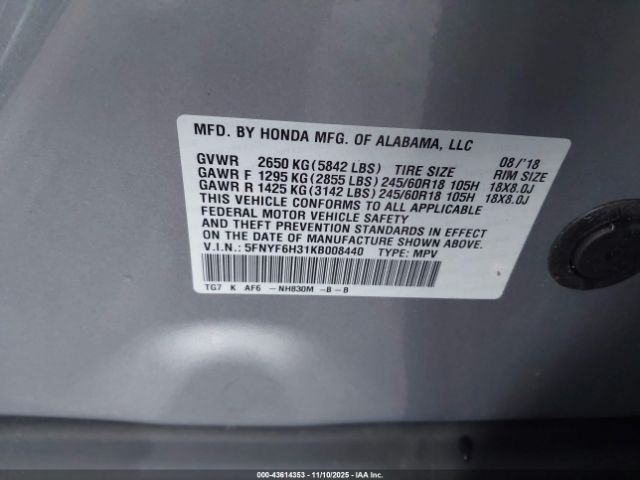 MFD. BY HONDA MFG. OF ALABAMA, LLC
08/'18
GVWR 2650 KG(5842 LBS) TIRE SIZE RIM SIZE
GAWR F 1295 KG(2855 LBS)245/60R18 105H 18X8.0J
GAWR R 1425 KG(3142 LBS)245/60R18 105H 18X8.0J
THIS VEHICLE CONFORMS TO ALL APPLICABLE
FEDERAL MOTOR VEHICLE SAFETY
AND THEFT PREVENTION STANDARDS IN
EFFECT ON THE DATE OF MANUFACTURE SHOWN ABOVE.
V.I.N.: 5FNYF6H31KB008440 TYPE: MPV
TG7 K AF6 -NH830M -B-B
000-43614353 - 11/10/2025 - IAA Inc.